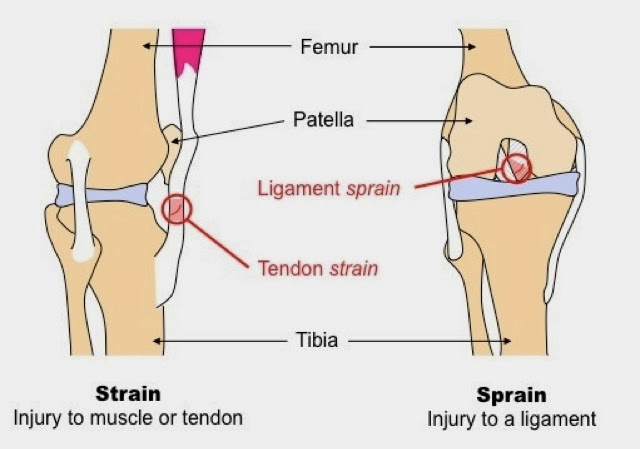 Femur
Patella
Ligament sprain
Tendon strain
Tibia
Strain
Injury to muscle or tendon
Sprain
Injury to a ligament